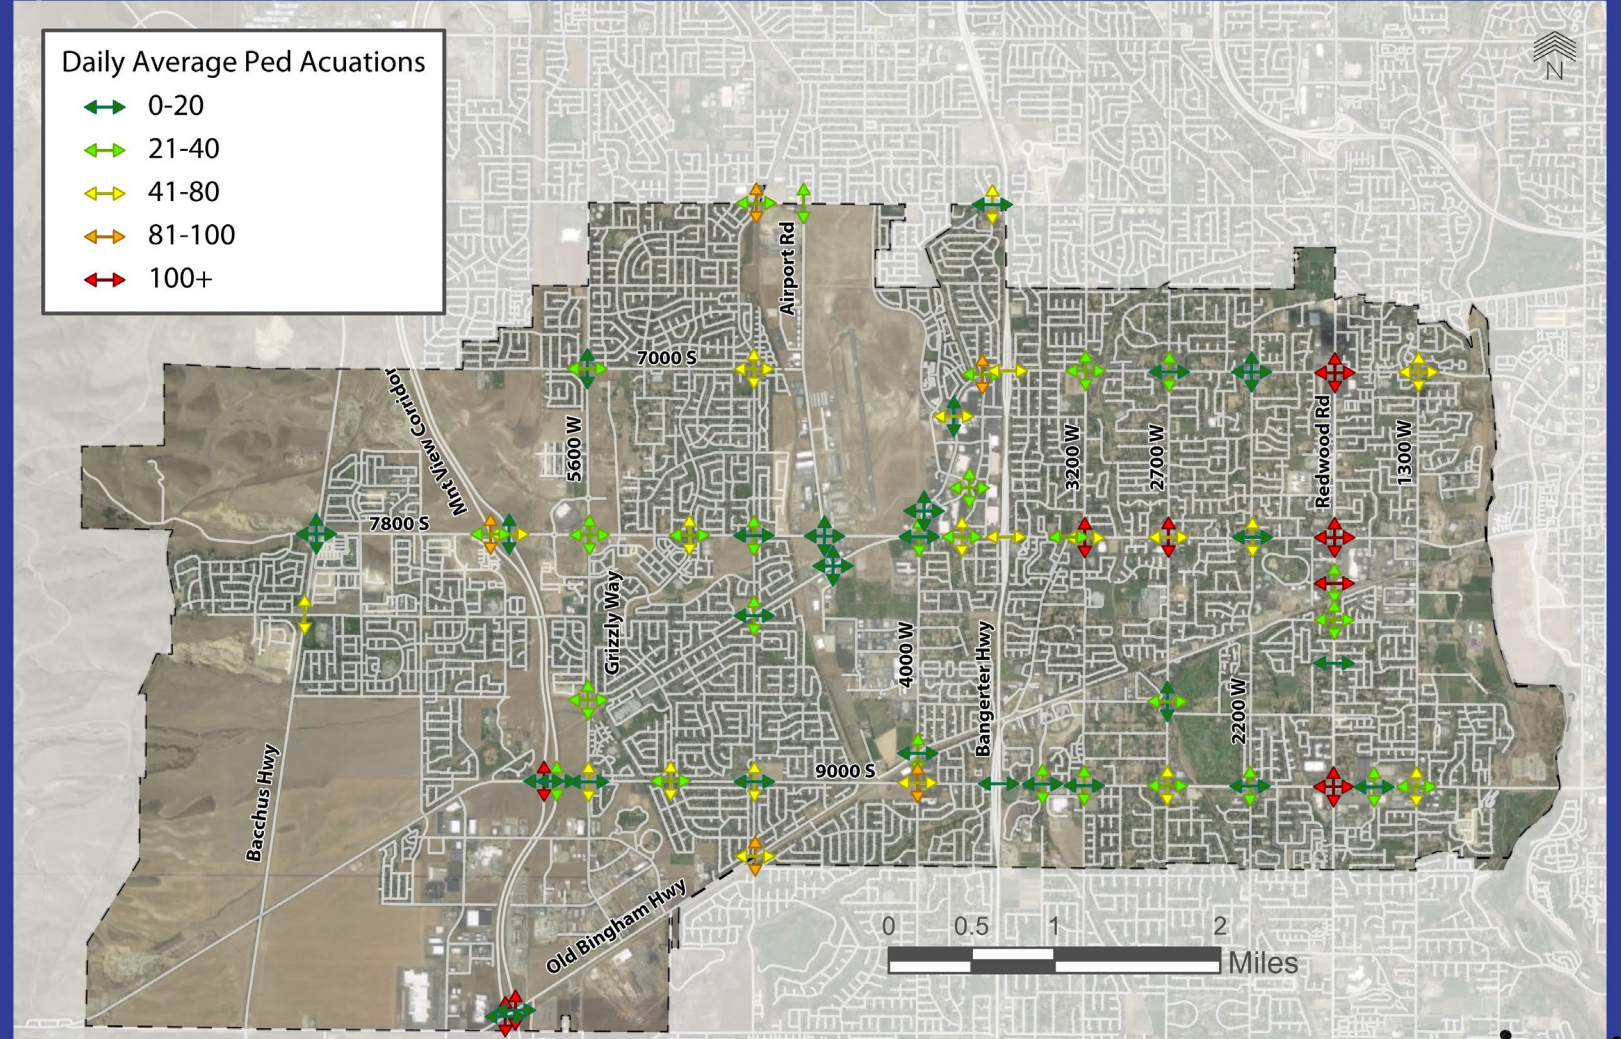 Daily Average Ped Acuations
0-20
21-40
41-80
81-100
100+
N
Airport Rd
7000 S
Mnt View Corridor
5600 W
3200 W
2700 W
Redwood Rd
1300 W
7800 S
Grizzly Way
4000 W
Bangerter Hwy
2200 W
Bacchus Hwy
9000 S
Old Bingham Hwy
0 0.5 1 2
Miles